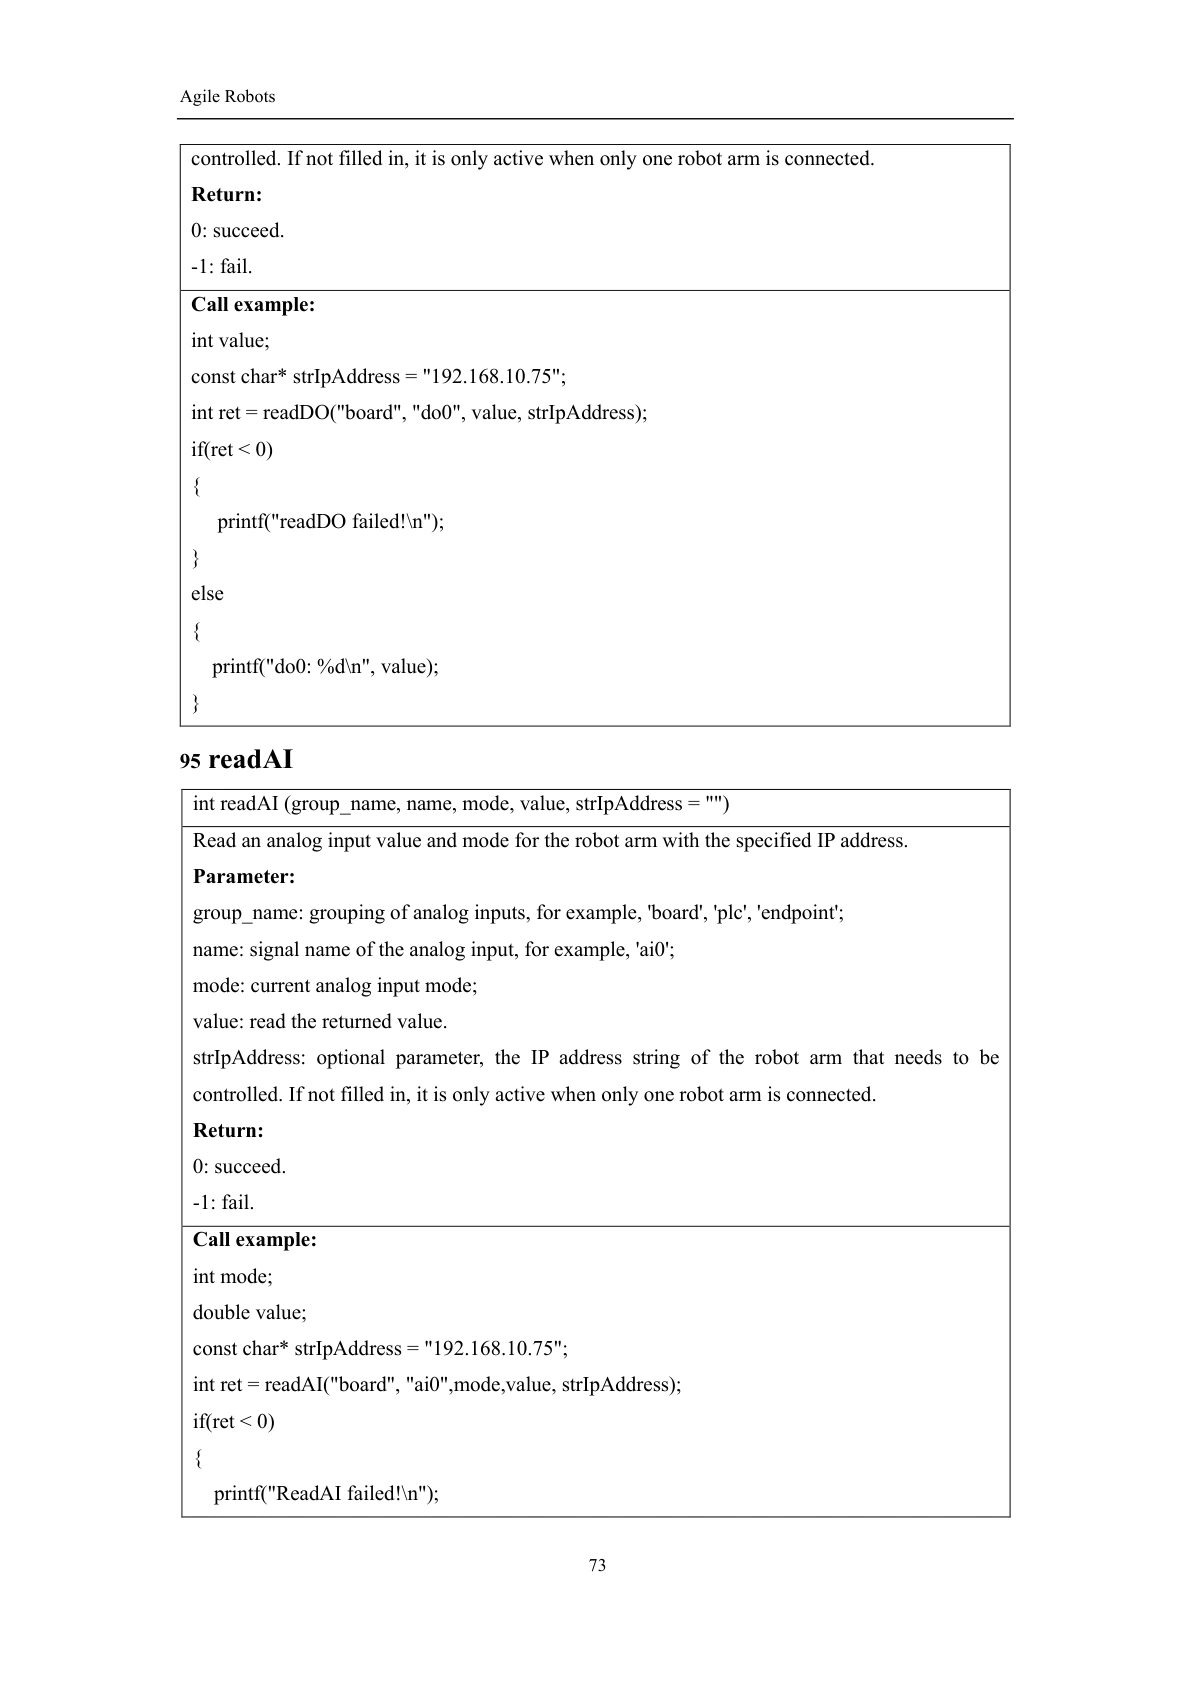 Agile Robots
controlled. If not filled in, it is only active when only one robot arm is connected.
Return:
0: succeed.
-1: fail.
Call example:
int value;
const char* strIpAddress = "192.168.10.75";
int ret = readDO("board", "do0", value, strIpAddress);
if(ret < 0)
{
printf("readDO failed!\n");
}
else
{
printf("do0: %d\n", value);
}
95 readAI
int readAI (group_name, name, mode, value, strIpAddress = "")
Read an analog input value and mode for the robot arm with the specified IP address.
Parameter:
group_name: grouping of analog inputs, for example, 'board', 'plc', 'endpoint';
name: signal name of the analog input, for example, 'ai0';
mode: current analog input mode;
value: read the returned value.
strIpAddress: optional parameter, the IP address string of the robot arm that needs to be
controlled. If not filled in, it is only active when only one robot arm is connected.
Return:
0: succeed.
-1: fail.
Call example:
int mode;
double value;
const char* strIpAddress = "192.168.10.75";
int ret = readAI("board", "ai0",mode,value, strIpAddress);
if(ret < 0)
{
printf("ReadAI failed!\n");
73